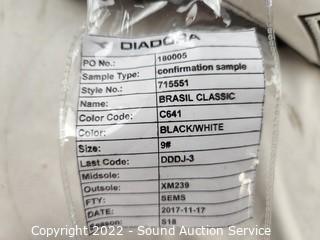 DIADORA
PO No.: 180005
Sample Type: confirmation sample
Style No.: 715551
Name: BRASIL CLASSIC
Color Code: C641
Color: BLACK/WHITE
Size: 9#
Last Code: DDDJ-3
Midsole:
Outsole: XM239
FTY: SEMS
DATE: 2017-11-17
S18
Copyright 2022 - Sound Auction Service